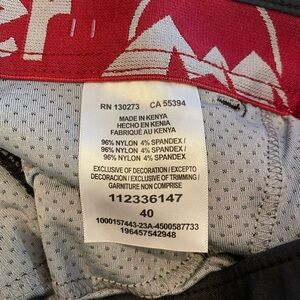 er
RN 130273 CA 55394
MADE IN KENYA
HECHO EN KENIA
FABRIQUÉ AU KENYA
96% NYLON 4% SPANDEX /
96% NYLON 4% SPANDEX /
96% NYLON 4% SPANDEX
EXCLUSIVE OF DECORATION / EXCEPTO
DECORACION / EXCLUSIVE OF TRIMMING /
GARNITURE NON COMPRISE
112336147
40
1000157443-23A-4500587733
196457542948